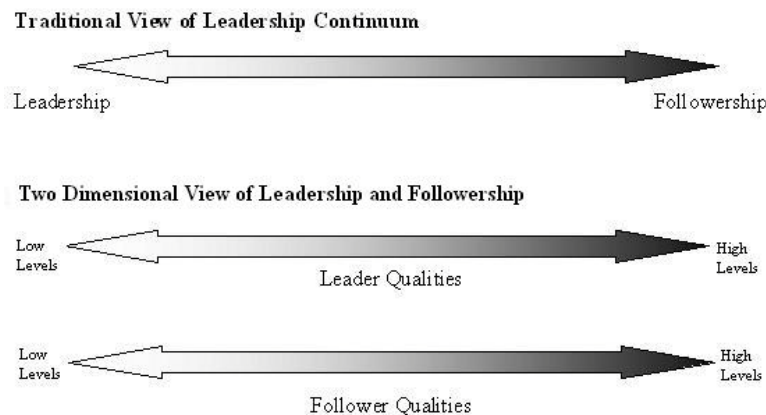 Traditional View of Leadership Continuum
Leadership
Followership
Two Dimensional View of Leadership and Followership
Low
Levels
High
Levels
Leader Qualities
Low
Levels
High
Levels
Follower Qualities